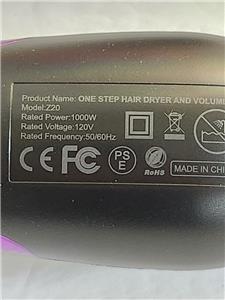 Product Name: ONE STEP HAIR DRYER AND VOLUME
Model:Z20
Rated Power:1000W
Rated Voltage:120V
Rated Frequency:50/60Hz
CE FC PS E RoHS
MADE IN CHI